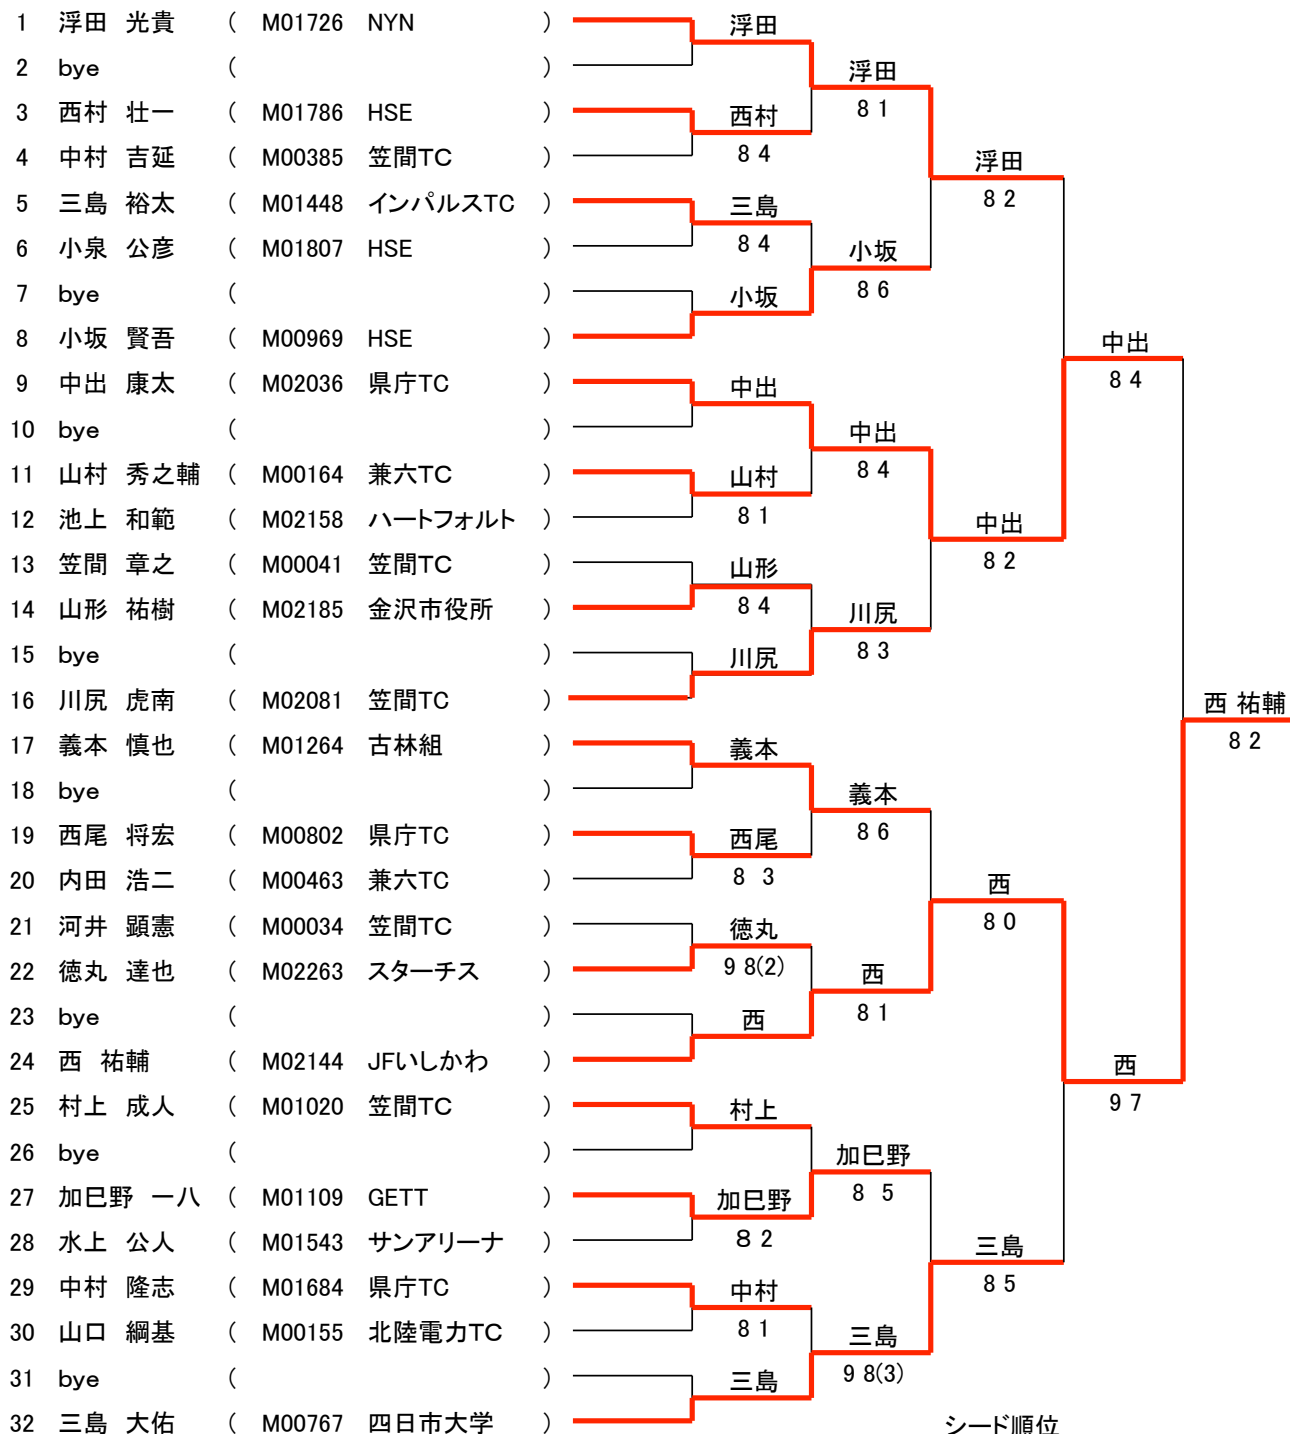 1 浮田 光貴 ( M01726 NYN )
2 bye ( )
3 西村 壮一 ( M01786 HSE )
4 中村 吉延 ( M00385 笠間TC )
5 三島 裕太 ( M01448 インパルスTC )
6 小泉 公彦 ( M01807 HSE )
7 bye ( )
8 小坂 賢吾 ( M00969 HSE )
9 中出 康太 ( M02036 県庁TC )
10 bye ( )
11 山村 秀之輔 ( M00164 兼六TC )
12 池上 和範 ( M02158 ハートフォルト )
13 笠間 章之 ( M00041 笠間TC )
14 山形 祐樹 ( M02185 金沢市役所 )
15 bye ( )
16 川尻 虎南 ( M02081 笠間TC )
17 義本 慎也 ( M01264 古林組 )
18 bye ( )
19 西尾 将宏 ( M00802 県庁TC )
20 内田 浩二 ( M00463 兼六TC )
21 河井 顕憲 ( M00034 笠間TC )
22 徳丸 達也 ( M02263 スターチス )
23 bye ( )
24 西 祐輔 ( M02144 JFいしかわ )
25 村上 成人 ( M01020 笠間TC )
26 bye ( )
27 加巳野 一八 ( M01109 GETT )
28 水上 公人 ( M01543 サンアリーナ )
29 中村 隆志 ( M01684 県庁TC )
30 山口 綱基 ( M00155 北陸電力TC )
31 bye ( )
32 三島 大佑 ( M00767 四日市大学 )
浮田
西村
8 4
三島
8 4
小坂
中出
山村
8 1
山形
8 4
川尻
義本
西尾
8 3
徳丸
9 8(2)
西
村上
加巳野
8 2
中村
8 1
三島
浮田
8 1
小坂
8 6
中出
8 4
川尻
8 3
義本
8 6
西
8 1
加巳野
8 5
三島
9 8(3)
浮田
8 2
中出
8 2
西
8 0
三島
8 5
中出
8 4
西
9 7
西 祐輔
8 2
シード順位